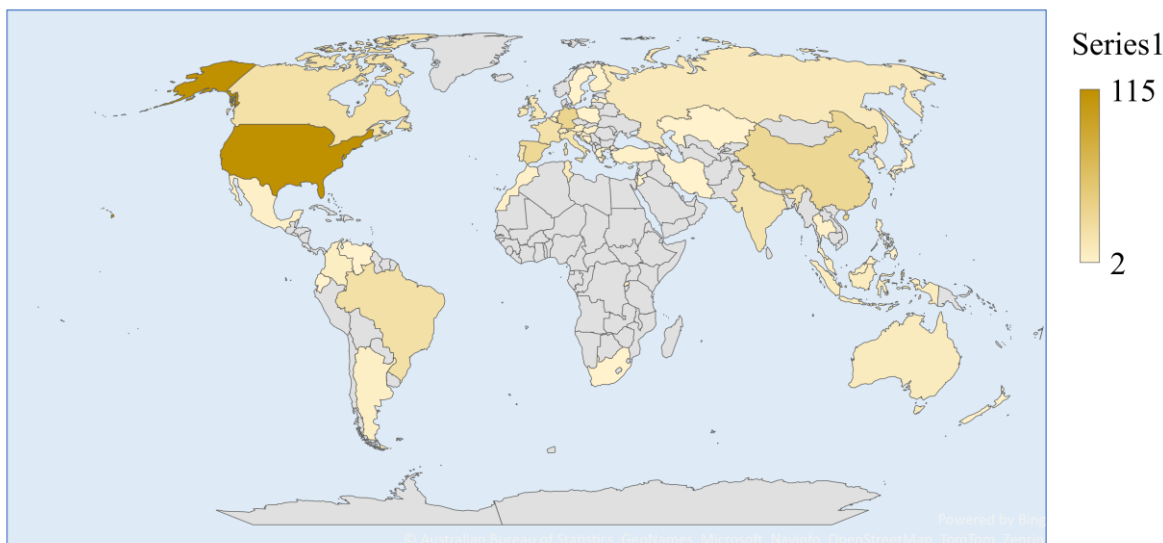 Series1
115
2
Powered by Bing
© Australian Bureau of Statistics, GeoNames, Microsoft, Navinfo, OpenStreetMap, TomTom, Zenrin